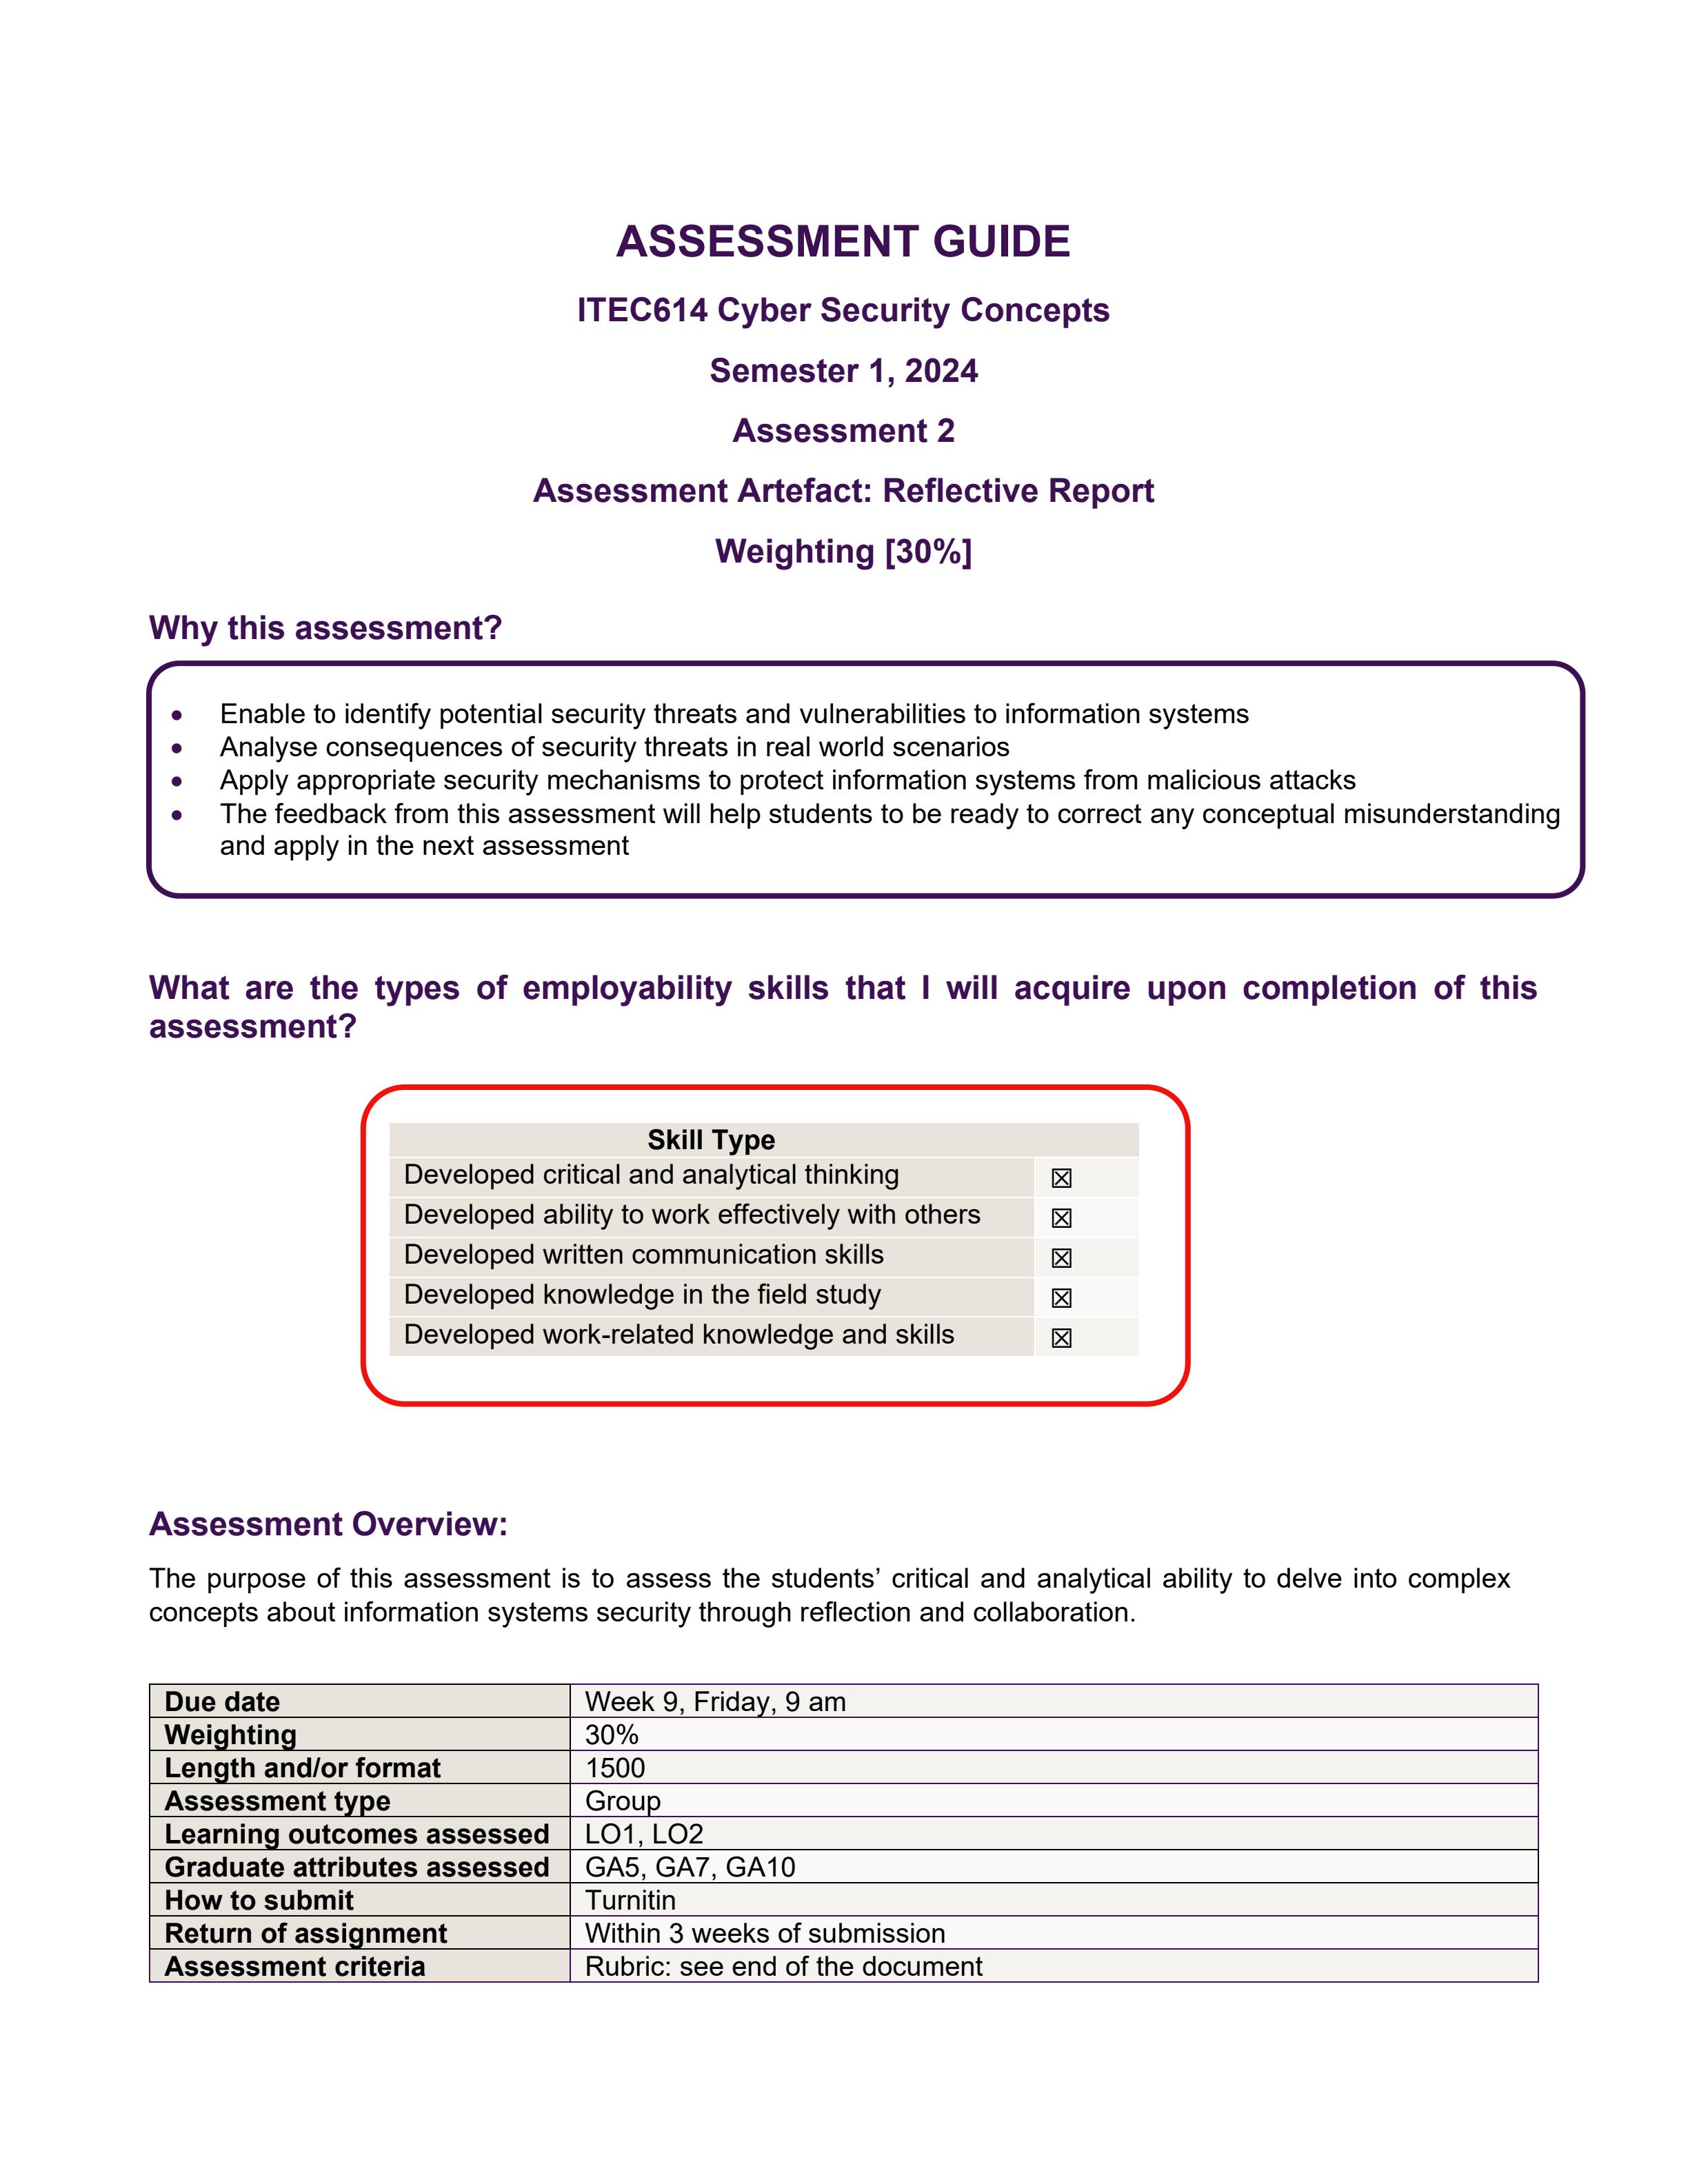 ASSESSMENT GUIDE
ITEC614 Cyber Security Concepts
Semester 1, 2024
Assessment 2
Assessment Artefact: Reflective Report
Weighting [30%]
Why this assessment?
• Enable to identify potential security threats and vulnerabilities to information systems
• Analyse consequences of security threats in real world scenarios
• Apply appropriate security mechanisms to protect information systems from malicious attacks
• The feedback from this assessment will help students to be ready to correct any conceptual misunderstanding
and apply in the next assessment
What are the types of employability skills that I will acquire upon completion of this
assessment?
Skill Type
Developed critical and analytical thinking ☒
Developed ability to work effectively with others ☒
Developed written communication skills ☒
Developed knowledge in the field study ☒
Developed work-related knowledge and skills ☒
Assessment Overview:
The purpose of this assessment is to assess the students’ critical and analytical ability to delve into complex
concepts about information systems security through reflection and collaboration.
Due date Week 9, Friday, 9 am
Weighting 30%
Length and/or format 1500
Assessment type Group
Learning outcomes assessed LO1, LO2
Graduate attributes assessed GA5, GA7, GA10
How to submit Turnitin
Return of assignment Within 3 weeks of submission
Assessment criteria Rubric: see end of the document